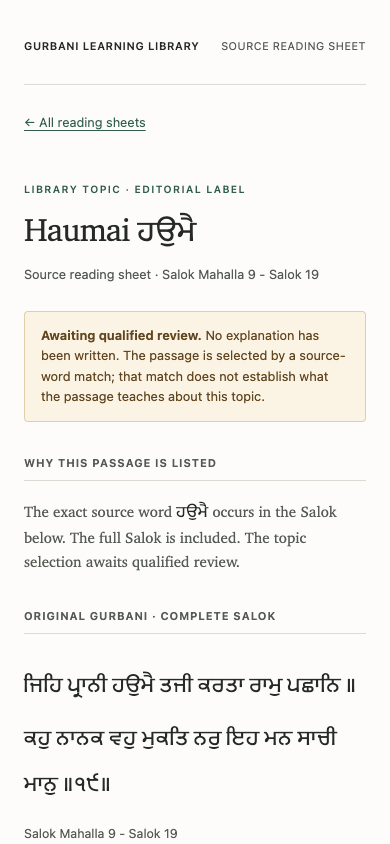 GURBANI LEARNING LIBRARY SOURCE READING SHEET
← All reading sheets
LIBRARY TOPIC · EDITORIAL LABEL
Haumai ਹਉਮੈ
Source reading sheet · Salok Mahalla 9 - Salok 19
Awaiting qualified review. No explanation has
been written. The passage is selected by a source-
word match; that match does not establish what
the passage teaches about this topic.
WHY THIS PASSAGE IS LISTED
The exact source word ਹਉਮੈ occurs in the Salok
below. The full Salok is included. The topic
selection awaits qualified review.
ORIGINAL GURBANI · COMPLETE SALOK
ਜਿਹਿ ਪ੍ਰਾਨੀ ਹਉਮੈ ਤਜੀ ਕਰਤਾ ਰਾਮੁ ਪਛਾਨਿ ॥
ਕਹੁ ਨਾਨਕ ਵਹੁ ਮੁਕਤਿ ਨਰੁ ਇਹ ਮਨ ਸਾਚੀ
ਮਾਨੁ ॥੧੯॥
Salok Mahalla 9 - Salok 19